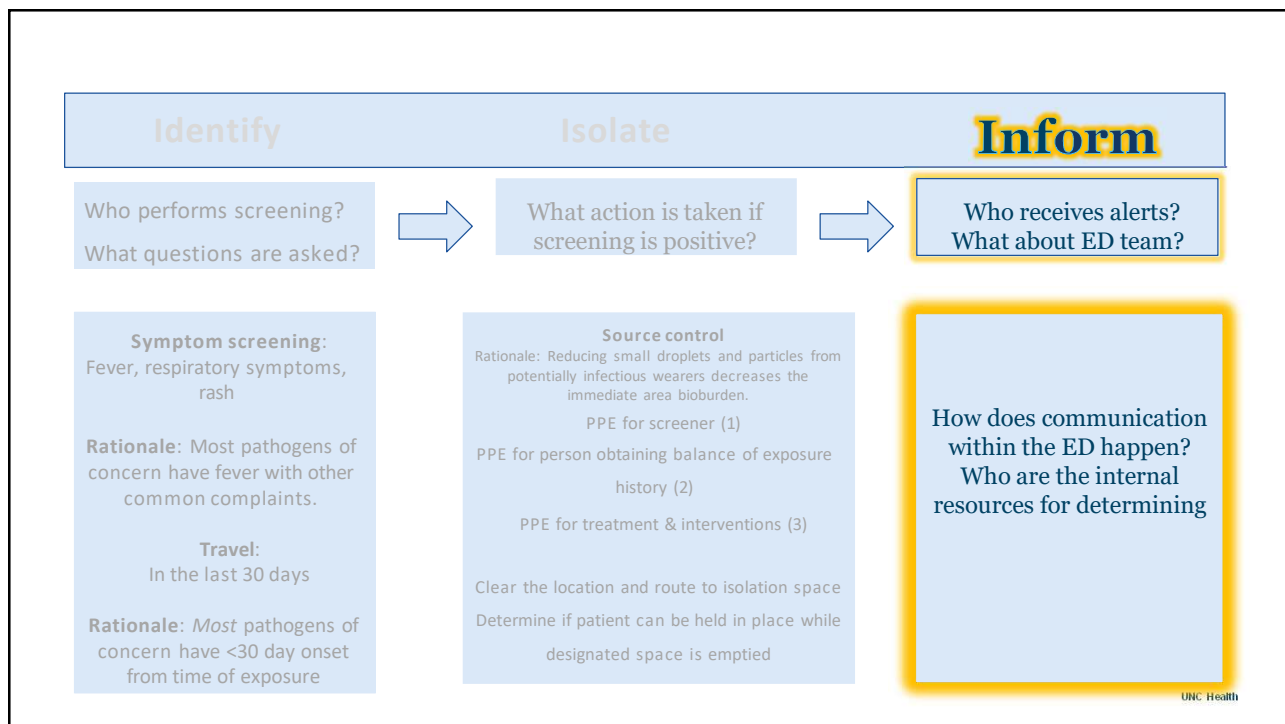 Identify
Isolate
Inform
Who performs screening?
What questions are asked?
What action is taken if
screening is positive?
Who receives alerts?
What about ED team?
Symptom screening:
Fever, respiratory symptoms,
rash
Rationale: Most pathogens of
concern have fever with other
common complaints.
Travel:
In the last 30 days
Rationale: Most pathogens of
concern have <30 day onset
from time of exposure
Source control
Rationale: Reducing small droplets and particles from
potentially infectious wearers decreases the
immediate area bioburden.
PPE for screener (1)
PPE for person obtaining balance of exposure
history (2)
PPE for treatment & interventions (3)
Clear the location and route to isolation space
Determine if patient can be held in place while
designated space is emptied
How does communication
within the ED happen?
Who are the internal
resources for determining
UNC Health